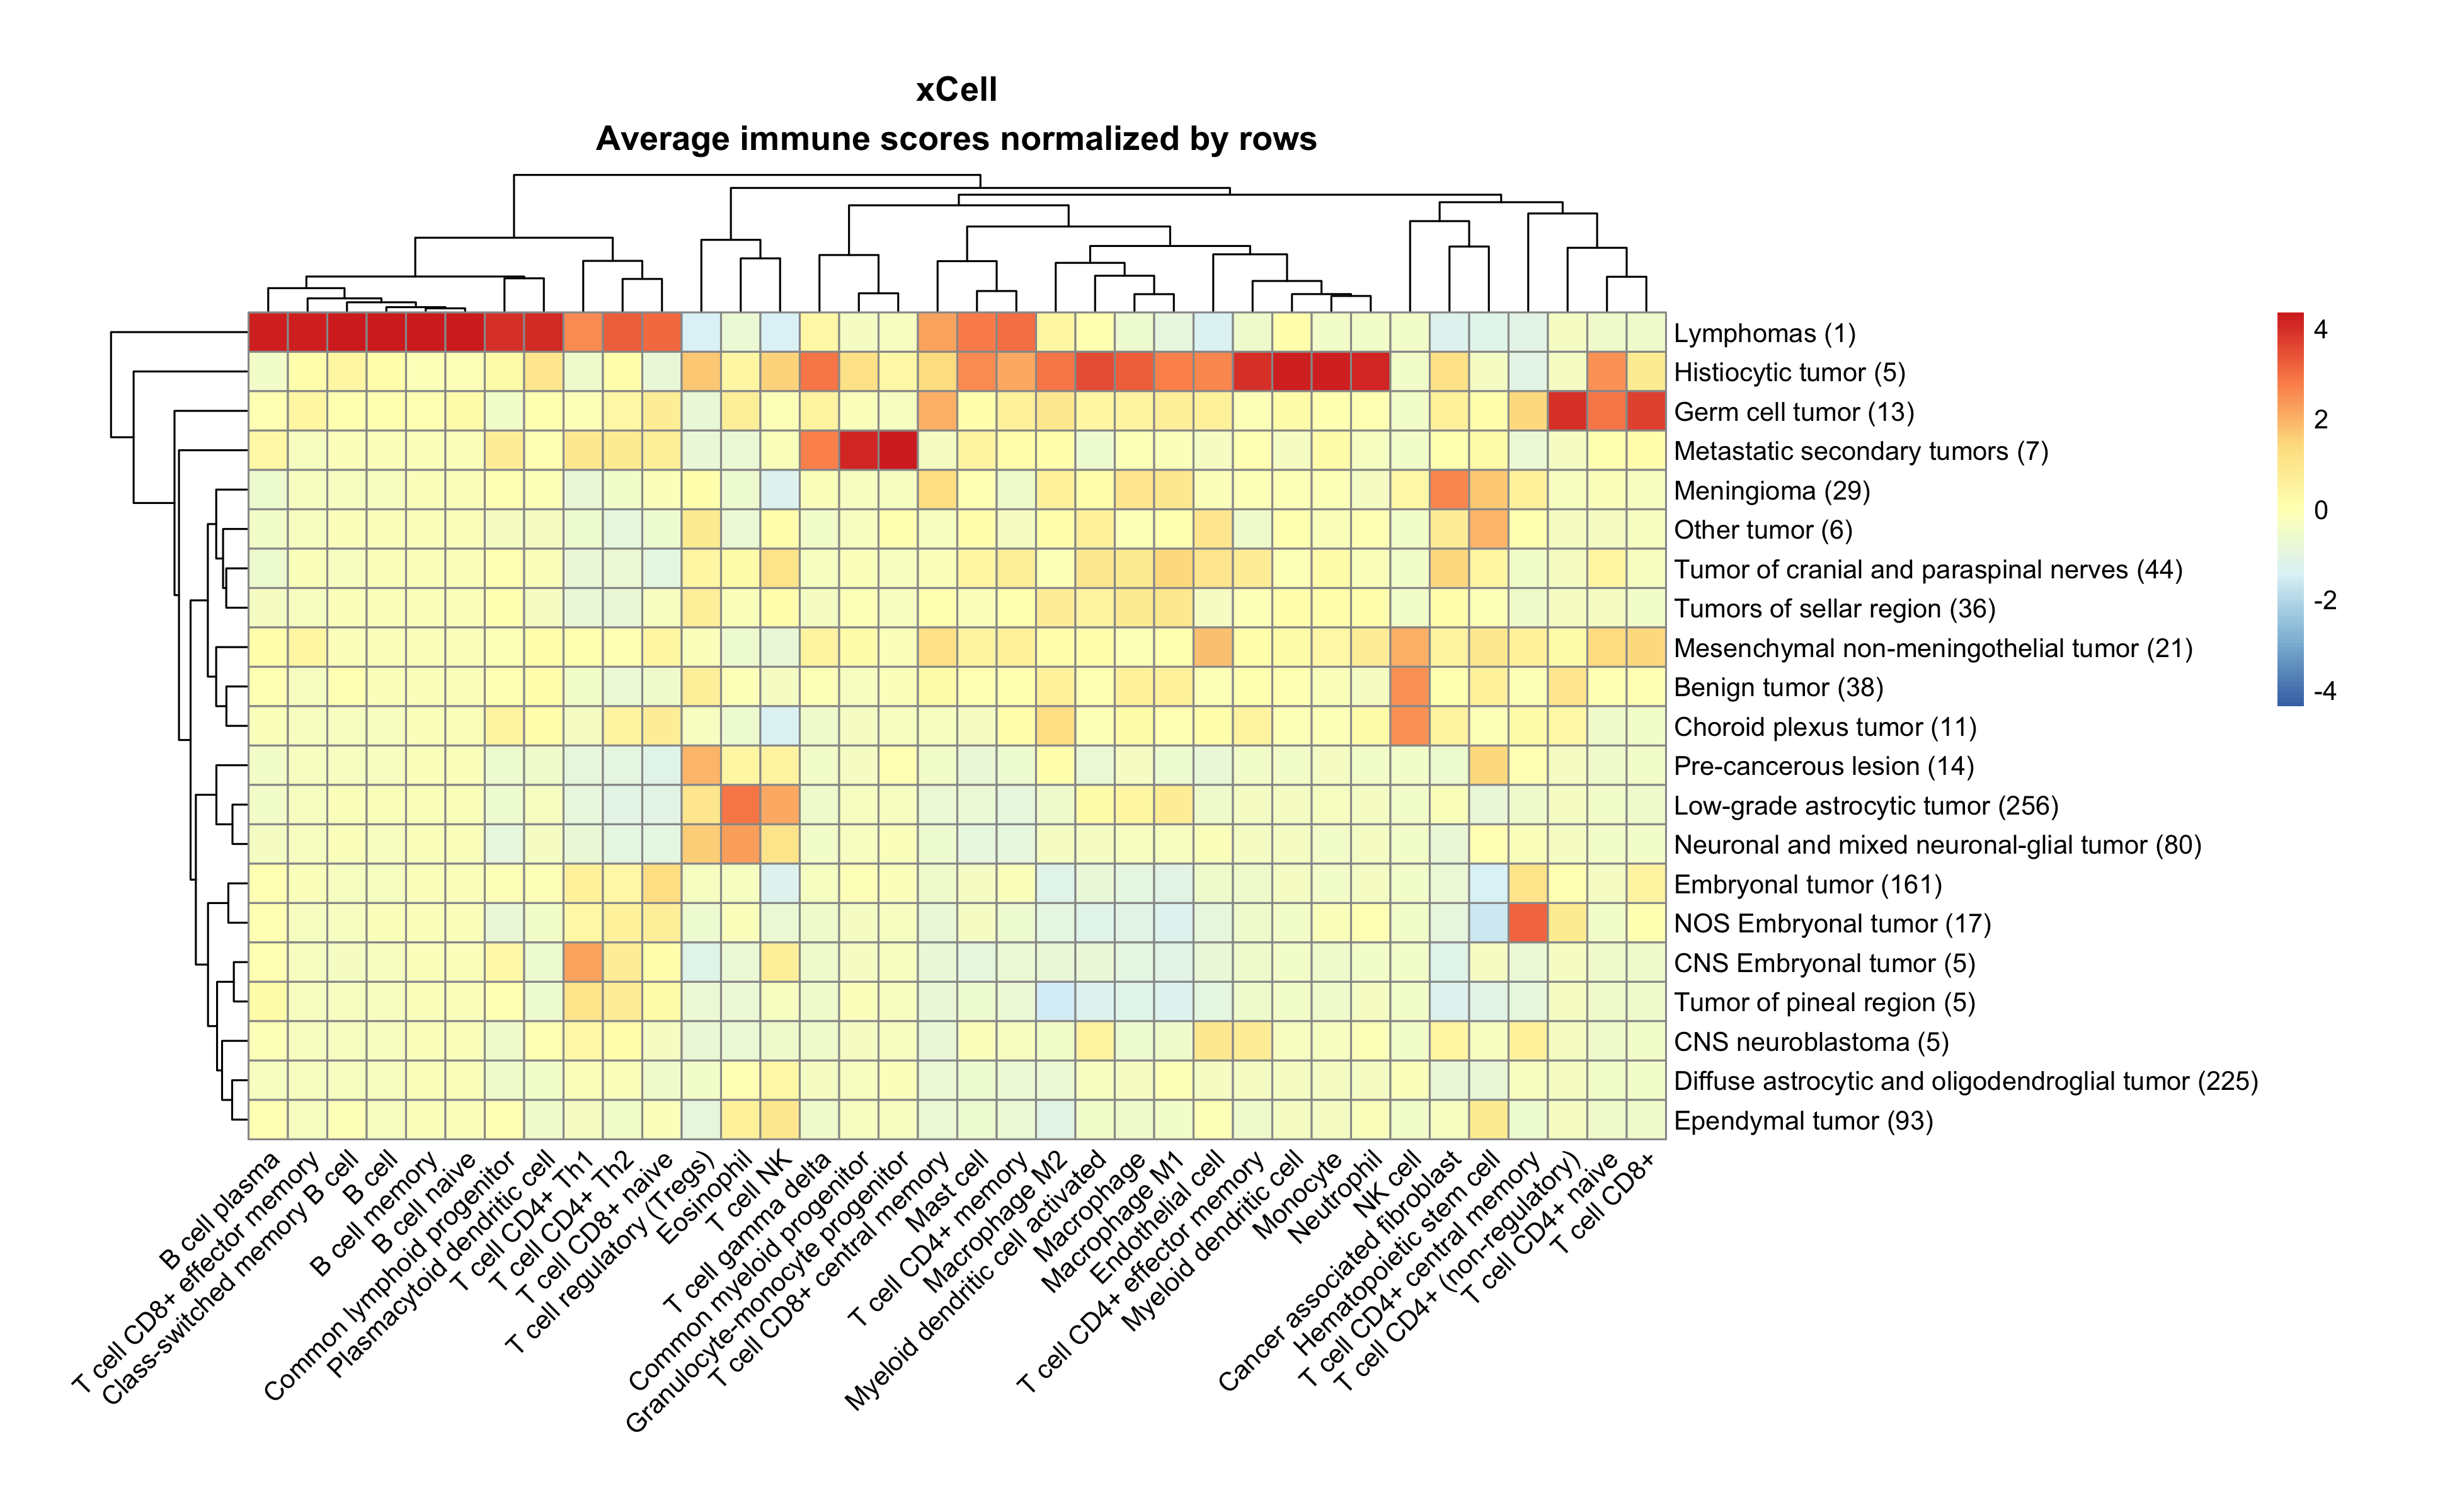 xCell
Average immune scores normalized by rows
Lymphomas (1)
Histiocytic tumor (5)
Germ cell tumor (13)
Metastatic secondary tumors (7)
Meningioma (29)
Other tumor (6)
Tumor of cranial and paraspinal nerves (44)
Tumors of sellar region (36)
Mesenchymal non-meningothelial tumor (21)
Benign tumor (38)
Choroid plexus tumor (11)
Pre-cancerous lesion (14)
Low-grade astrocytic tumor (256)
Neuronal and mixed neuronal-glial tumor (80)
Embryonal tumor (161)
NOS Embryonal tumor (17)
CNS Embryonal tumor (5)
Tumor of pineal region (5)
CNS neuroblastoma (5)
Diffuse astrocytic and oligodendroglial tumor (225)
Ependymal tumor (93)
4
2
0
-2
-4
B cell plasma
T cell CD8+ effector memory
Class-switched memory B cell
B cell
B cell memory
B cell naive
Common lymphoid progenitor
Plasmacytoid dendritic cell
T cell CD4+ Th1
T cell CD4+ Th2
T cell CD8+ naive
T cell regulatory (Tregs)
Eosinophil
T cell NK
T cell gamma delta
Common myeloid progenitor
Granulocyte-monocyte progenitor
T cell CD8+ central memory
Mast cell
T cell CD4+ memory
Macrophage M2
Myeloid dendritic cell activated
Macrophage
Macrophage M1
Endothelial cell
T cell CD4+ effector memory
Myeloid dendritic cell
Monocyte
Neutrophil
NK cell
Cancer associated fibroblast
Hematopoietic stem cell
T cell CD4+ central memory
T cell CD4+ (non-regulatory)
T cell CD4+ naive
T cell CD8+